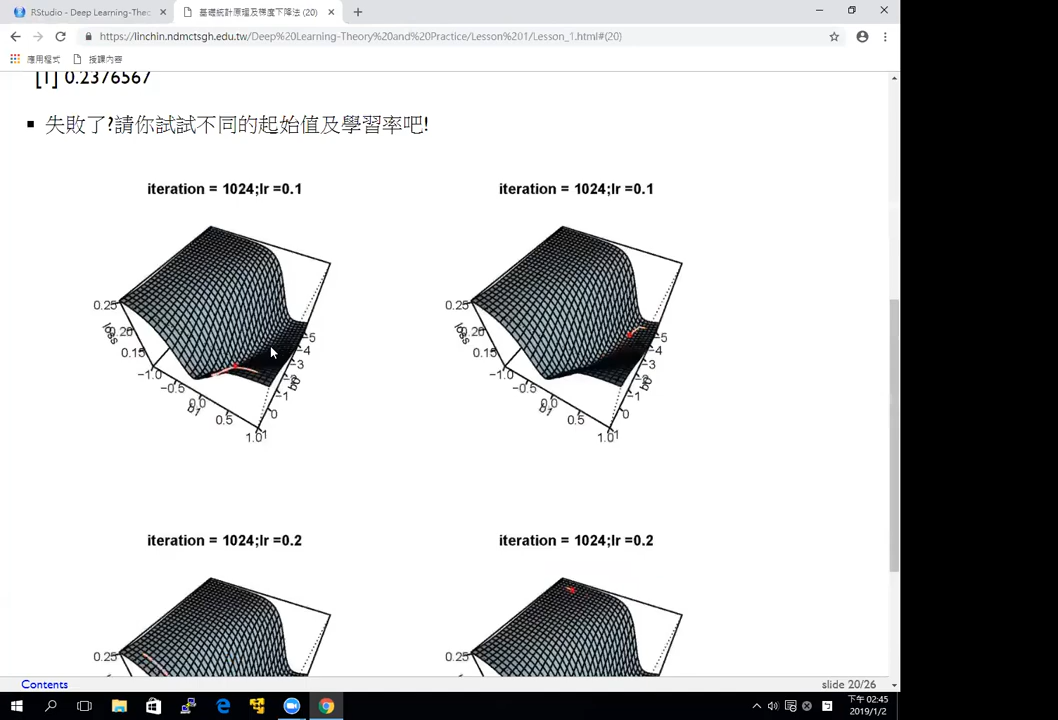 RStudio - Deep Learning-Theo
基礎統計原理及梯度下降法 (20)
https://linchin.ndmctsgh.edu.tw/Deep%20Learning-Theory%20and%20Practice/Lesson%201/Lesson_1.html#(20)
應用程式
授課內容
[1] 0.2376567
失敗了?請你試試不同的起始值及學習率吧!
iteration = 1024;lr =0.1
iteration = 1024;lr =0.1
0.25
0.20
0.15
loss
-1.0
-0.5
0.0
0.5
1.0
b1
-5
-4
-3
-2
-1
0
1
b0
0.25
0.20
0.15
loss
-1.0
-0.5
0.0
0.5
1.0
b1
-5
-4
-3
-2
-1
0
1
b0
iteration = 1024;lr =0.2
iteration = 1024;lr =0.2
0.25
0.25
Contents
slide 20/26
下午 02:45
2019/1/2